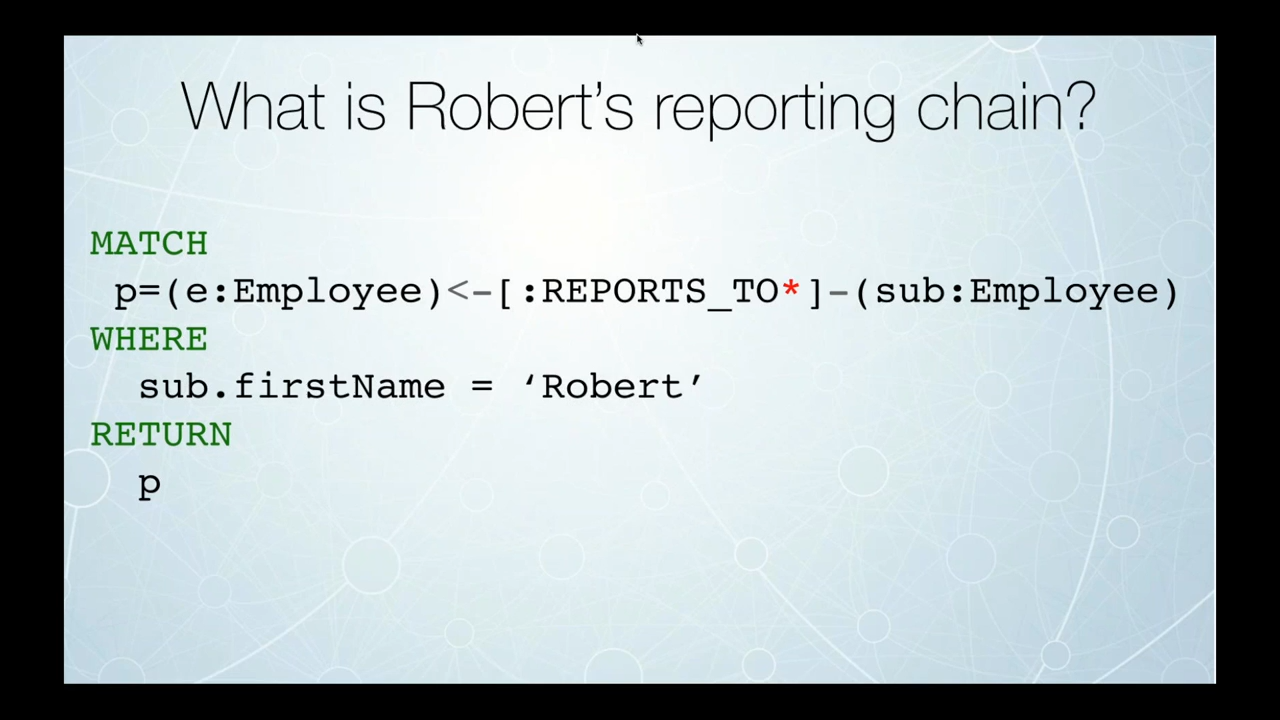 What is Robert’s reporting chain?
MATCH
p=(e:Employee)<-[:REPORTS_TO*]-(sub:Employee)
WHERE
sub.firstName = ‘Robert’
RETURN
p